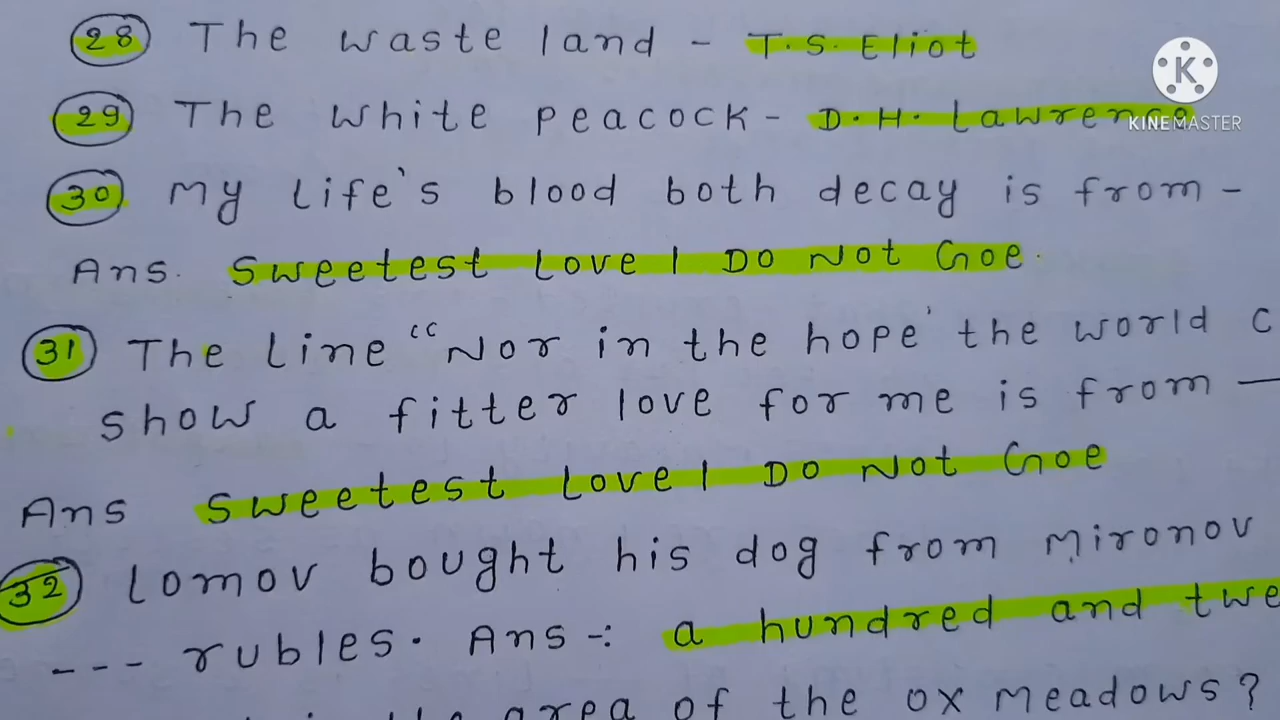 28 The waste land - T.S. Eliot
29 The white peacock - D.H. Lawrence
KINEMASTER
30 My life's blood both decay is from -
Ans. Sweetest Love I Do Not Goe.
31 The line “Nor in the hope the world c
show a fitter love for me is from —
Ans Sweetest Love I Do Not Goe
32 Lomov bought his dog from Mironov
--- rubles. Ans -: a hundred and twe
area of the ox meadows?